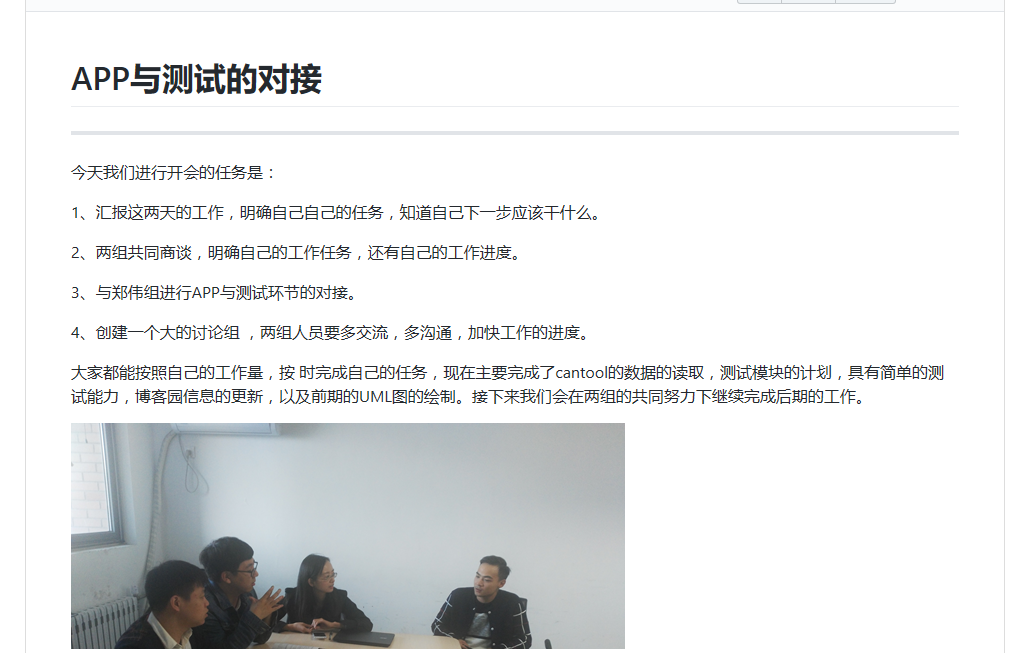 APP与测试的对接
今天我们进行开会的任务是：
1、汇报这两天的工作，明确自己自己的任务，知道自己下一步应该干什么。
2、两组共同商谈，明确自己的工作任务，还有自己的工作进度。
3、与郑伟组进行APP与测试环节的对接。
4、创建一个大的讨论组 ，两组人员要多交流，多沟通，加快工作的进度。
大家都能按照自己的工作量，按 时完成自己的任务，现在主要完成了cantool的数据的读取，测试模块的计划，具有简单的测
试能力，博客园信息的更新，以及前期的UML图的绘制。接下来我们会在两组的共同努力下继续完成后期的工作。